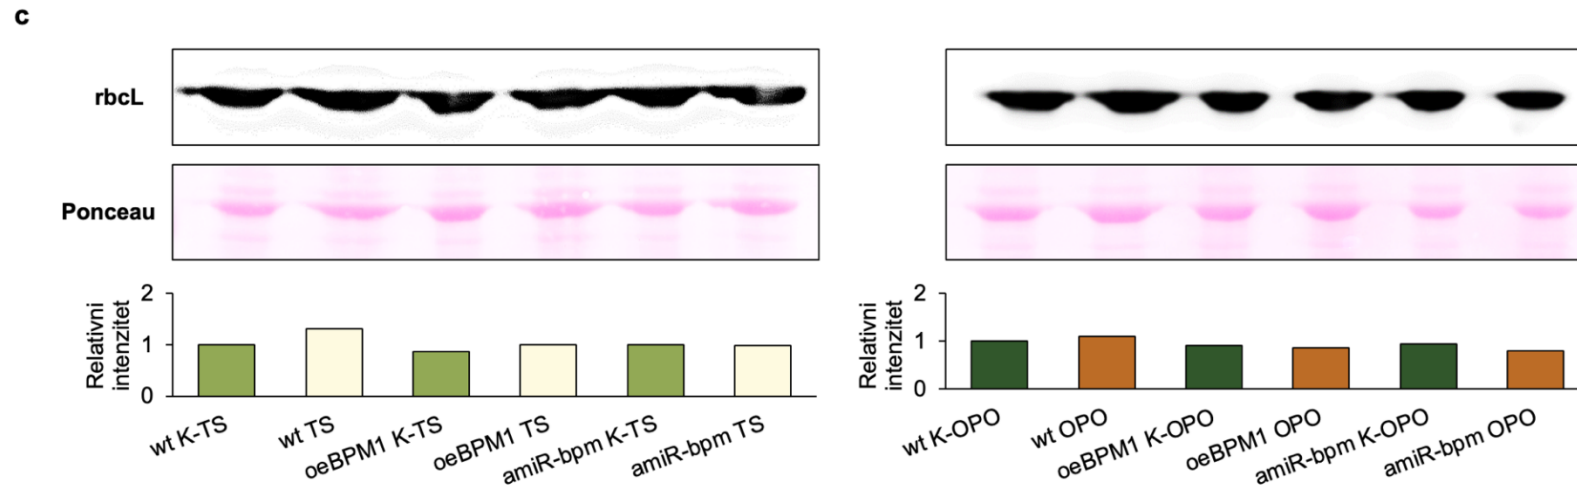 c
rbcL
Ponceau
Relativni
intenzitet
2
1
0
wt K-TS
wt TS
oeBPM1 K-TS
oeBPM1 TS
amiR-bpm K-TS
amiR-bpm TS
Relativni
intenzitet
2
1
0
wt K-OPO
wt OPO
oeBPM1 K-OPO
oeBPM1 OPO
amiR-bpm K-OPO
amiR-bpm OPO